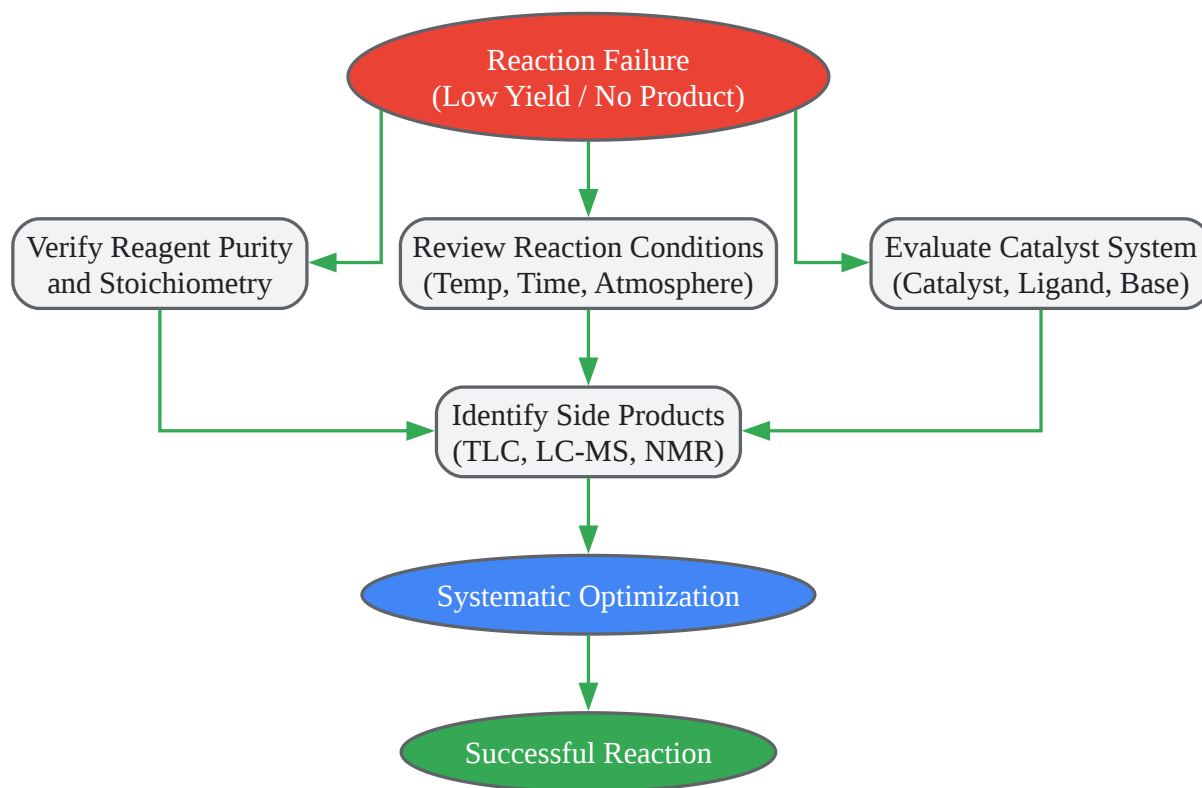 Reaction Failure
(Low Yield / No Product)
Verify Reagent Purity
and Stoichiometry
Review Reaction Conditions
(Temp, Time, Atmosphere)
Evaluate Catalyst System
(Catalyst, Ligand, Base)
Identify Side Products
(TLC, LC-MS, NMR)
Systematic Optimization
Successful Reaction